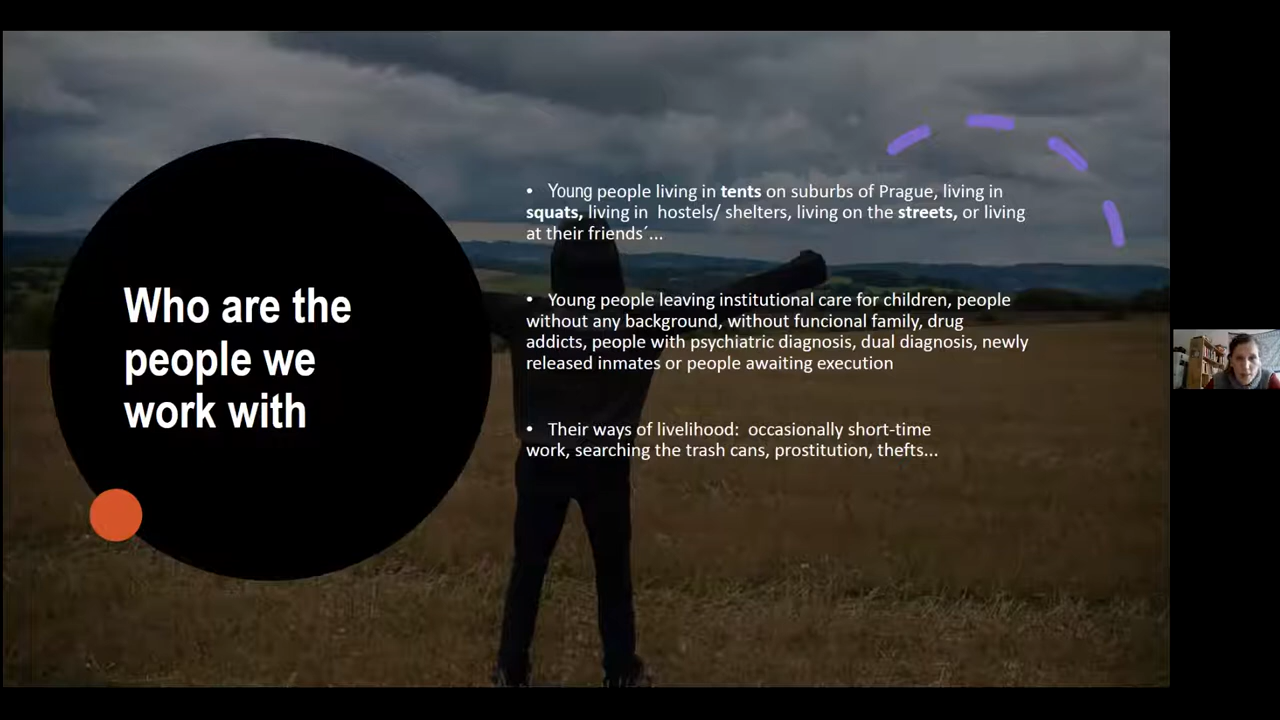 Who are the
people we
work with
• Young people living in tents on suburbs of Prague, living in
squats, living in hostels/ shelters, living on the streets, or living
at their friends´...
• Young people leaving institutional care for children, people
without any background, without funcional family, drug
addicts, people with psychiatric diagnosis, dual diagnosis, newly
released inmates or people awaiting execution
• Their ways of livelihood: occasionally short-time
work, searching the trash cans, prostitution, thefts...